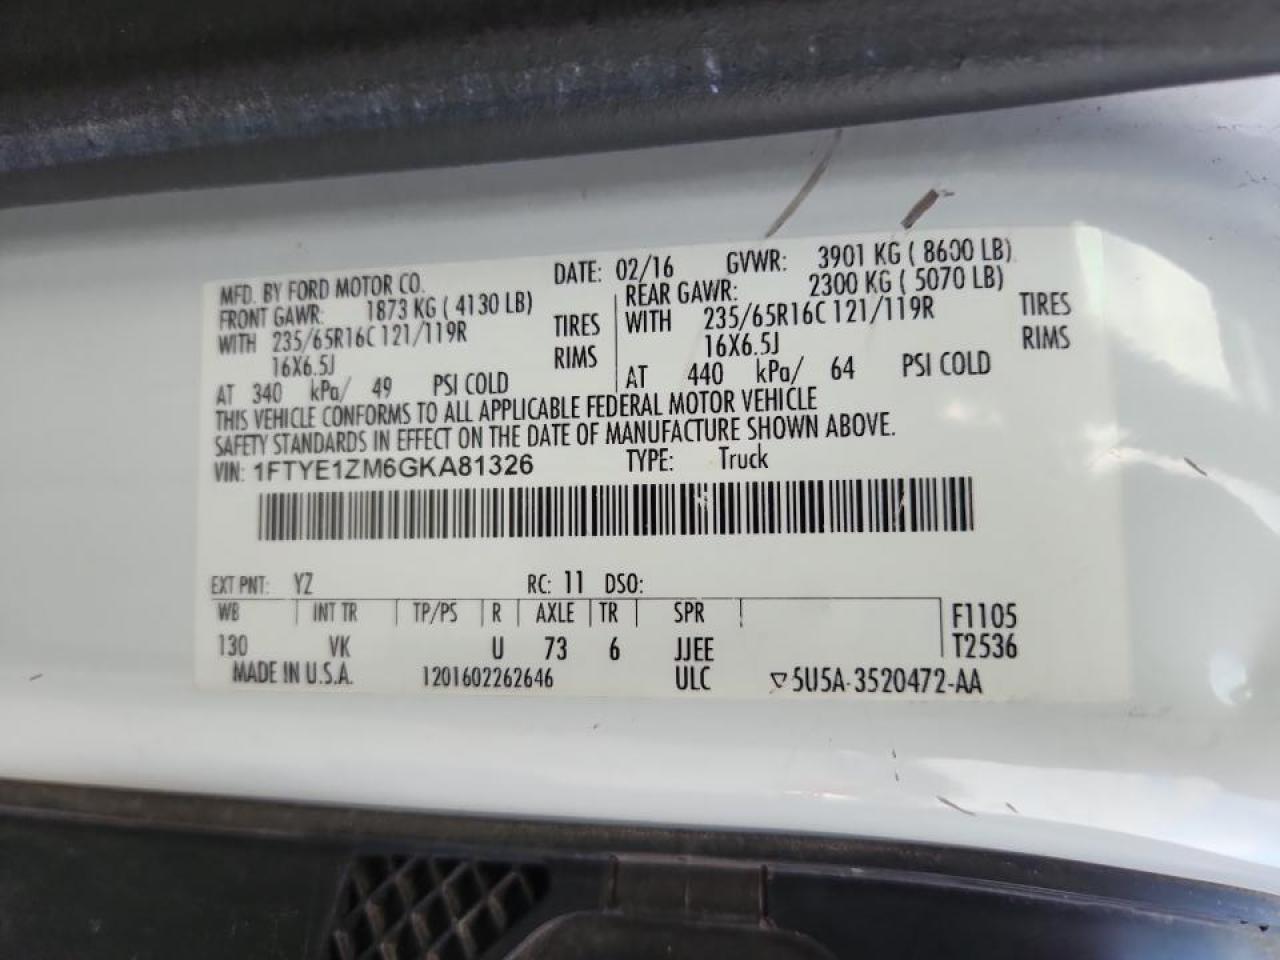 MFD. BY FORD MOTOR CO. DATE: 02/16 GVWR: 3901 KG ( 8600 LB)
FRONT GAWR: 1873 KG ( 4130 LB) REAR GAWR: 2300 KG ( 5070 LB)
WITH 235/65R16C 121/119R TIRES WITH 235/65R16C 121/119R TIRES
16X6.5J RIMS 16X6.5J RIMS
AT 340 kPa/ 49 PSI COLD AT 440 kPa/ 64 PSI COLD
THIS VEHICLE CONFORMS TO ALL APPLICABLE FEDERAL MOTOR VEHICLE
SAFETY STANDARDS IN EFFECT ON THE DATE OF MANUFACTURE SHOWN ABOVE.
VIN: 1FTYE1ZM6GKA81326 TYPE: Truck
EXT PNT: YZ RC: 11 DSO:
WB INT TR TP/PS R AXLE TR SPR F1105
130 VK U 73 6 JJEE T2536
MADE IN U.S.A. 1201602262646 ULC ▽5U5A-3520472-AA